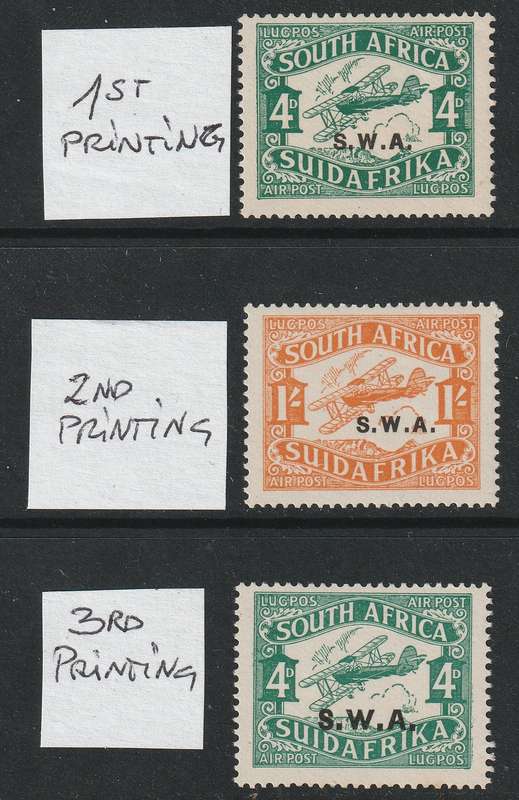 1ST
PRINTING
LUGPOS AIR POST
SOUTH AFRICA
4D 4D
S.W.A.
SUIDAFRIKA
AIR POST LUGPOS
2ND
PRINTING
LUGPOS AIR POST
SOUTH AFRICA
1/- 1/-
S.W.A.
SUIDAFRIKA
AIR POST LUGPOS
3RD
PRINTING
LUGPOS AIR POST
SOUTH AFRICA
4D 4D
S.W.A.
SUIDAFRIKA
AIR POST LUGPOS